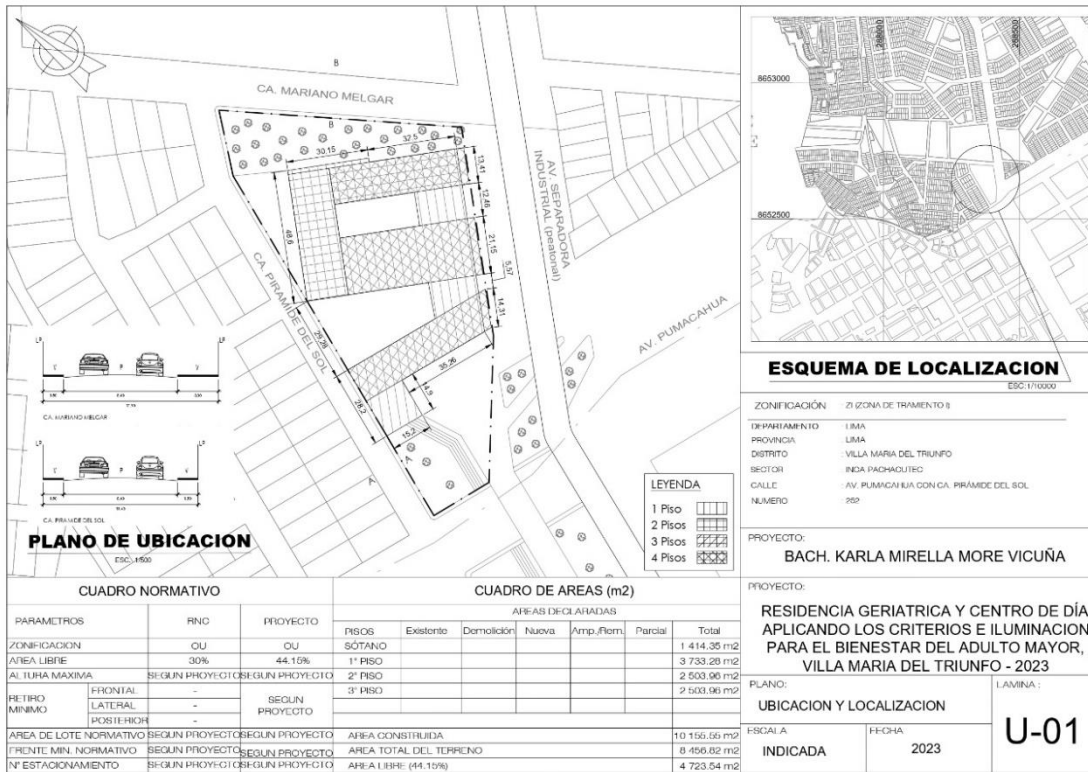 B
CA. MARIANO MELGAR
B
30,15
37,5
13,41
12,46
21,15
5,57
14,31
48,6
AV. SEPARADORA
INDUSTRIAL (peatonal)
CA. PIRAMIDE DEL SOL
29,28
28,2
35,26
14,9
15,2
AV. PUMACAHUA
A
A'
CA. MARIANO MELGAR
CA. PIRAMIDE DEL SOL
PLANO DE UBICACION
ESC.: 1/500
LEYENDA
1 Piso
2 Pisos
3 Pisos
4 Pisos
8653000
8652500
288000
288500
ESQUEMA DE LOCALIZACION
ESC:1/10000
ZONIFICACIÓN ZI (ZONA DE TRAMIENTO I)
DEPARTAMENTO : LIMA
PROVINCIA : LIMA
DISTRITO : VILLA MARIA DEL TRIUNFO
SECTOR INCA PACHACUTEC
CALLE : AV. PUMACAHUA CON CA. PIRÁMIDE DEL SOL
NUMERO 262
PROYECTO:
BACH. KARLA MIRELLA MORE VICUÑA
PROYECTO:
RESIDENCIA GERIATRICA Y CENTRO DE DÍA
APLICANDO LOS CRITERIOS E ILUMINACION
PARA EL BIENESTAR DEL ADULTO MAYOR,
VILLA MARIA DEL TRIUNFO - 2023
PLANO:
UBICACION Y LOCALIZACION
LAMINA :
U-01
ESCALA
INDICADA
FECHA
2023
CUADRO NORMATIVO
PARAMETROS RNC PROYECTO
ZONIFICACION OU OU
AREA LIBRE 30% 44.15%
ALTURA MAXIMA SEGUN PROYECTO SEGUN PROYECTO
RETIRO MINIMO FRONTAL -
LATERAL -
POSTERIOR -
SEGUN PROYECTO
AREA DE LOTE NORMATIVO SEGUN PROYECTO SEGUN PROYECTO
FRENTE MIN. NORMATIVO SEGUN PROYECTO SEGUN PROYECTO
N° ESTACIONAMIENTO SEGUN PROYECTO SEGUN PROYECTO
CUADRO DE AREAS (m2)
AREAS DECLARADAS
PISOS Existente Demolición Nueva Amp./Rem. Parcial Total
SÓTANO 1 414.35 m2
1° PISO 3 733.28 m2
2° PISO 2 503.96 m2
3° PISO 2 503.96 m2
AREA CONSTRUIDA 10 155.55 m2
AREA TOTAL DEL TERRENO 8 456.82 m2
AREA LIBRE (44.15%) 4 723.54 m2